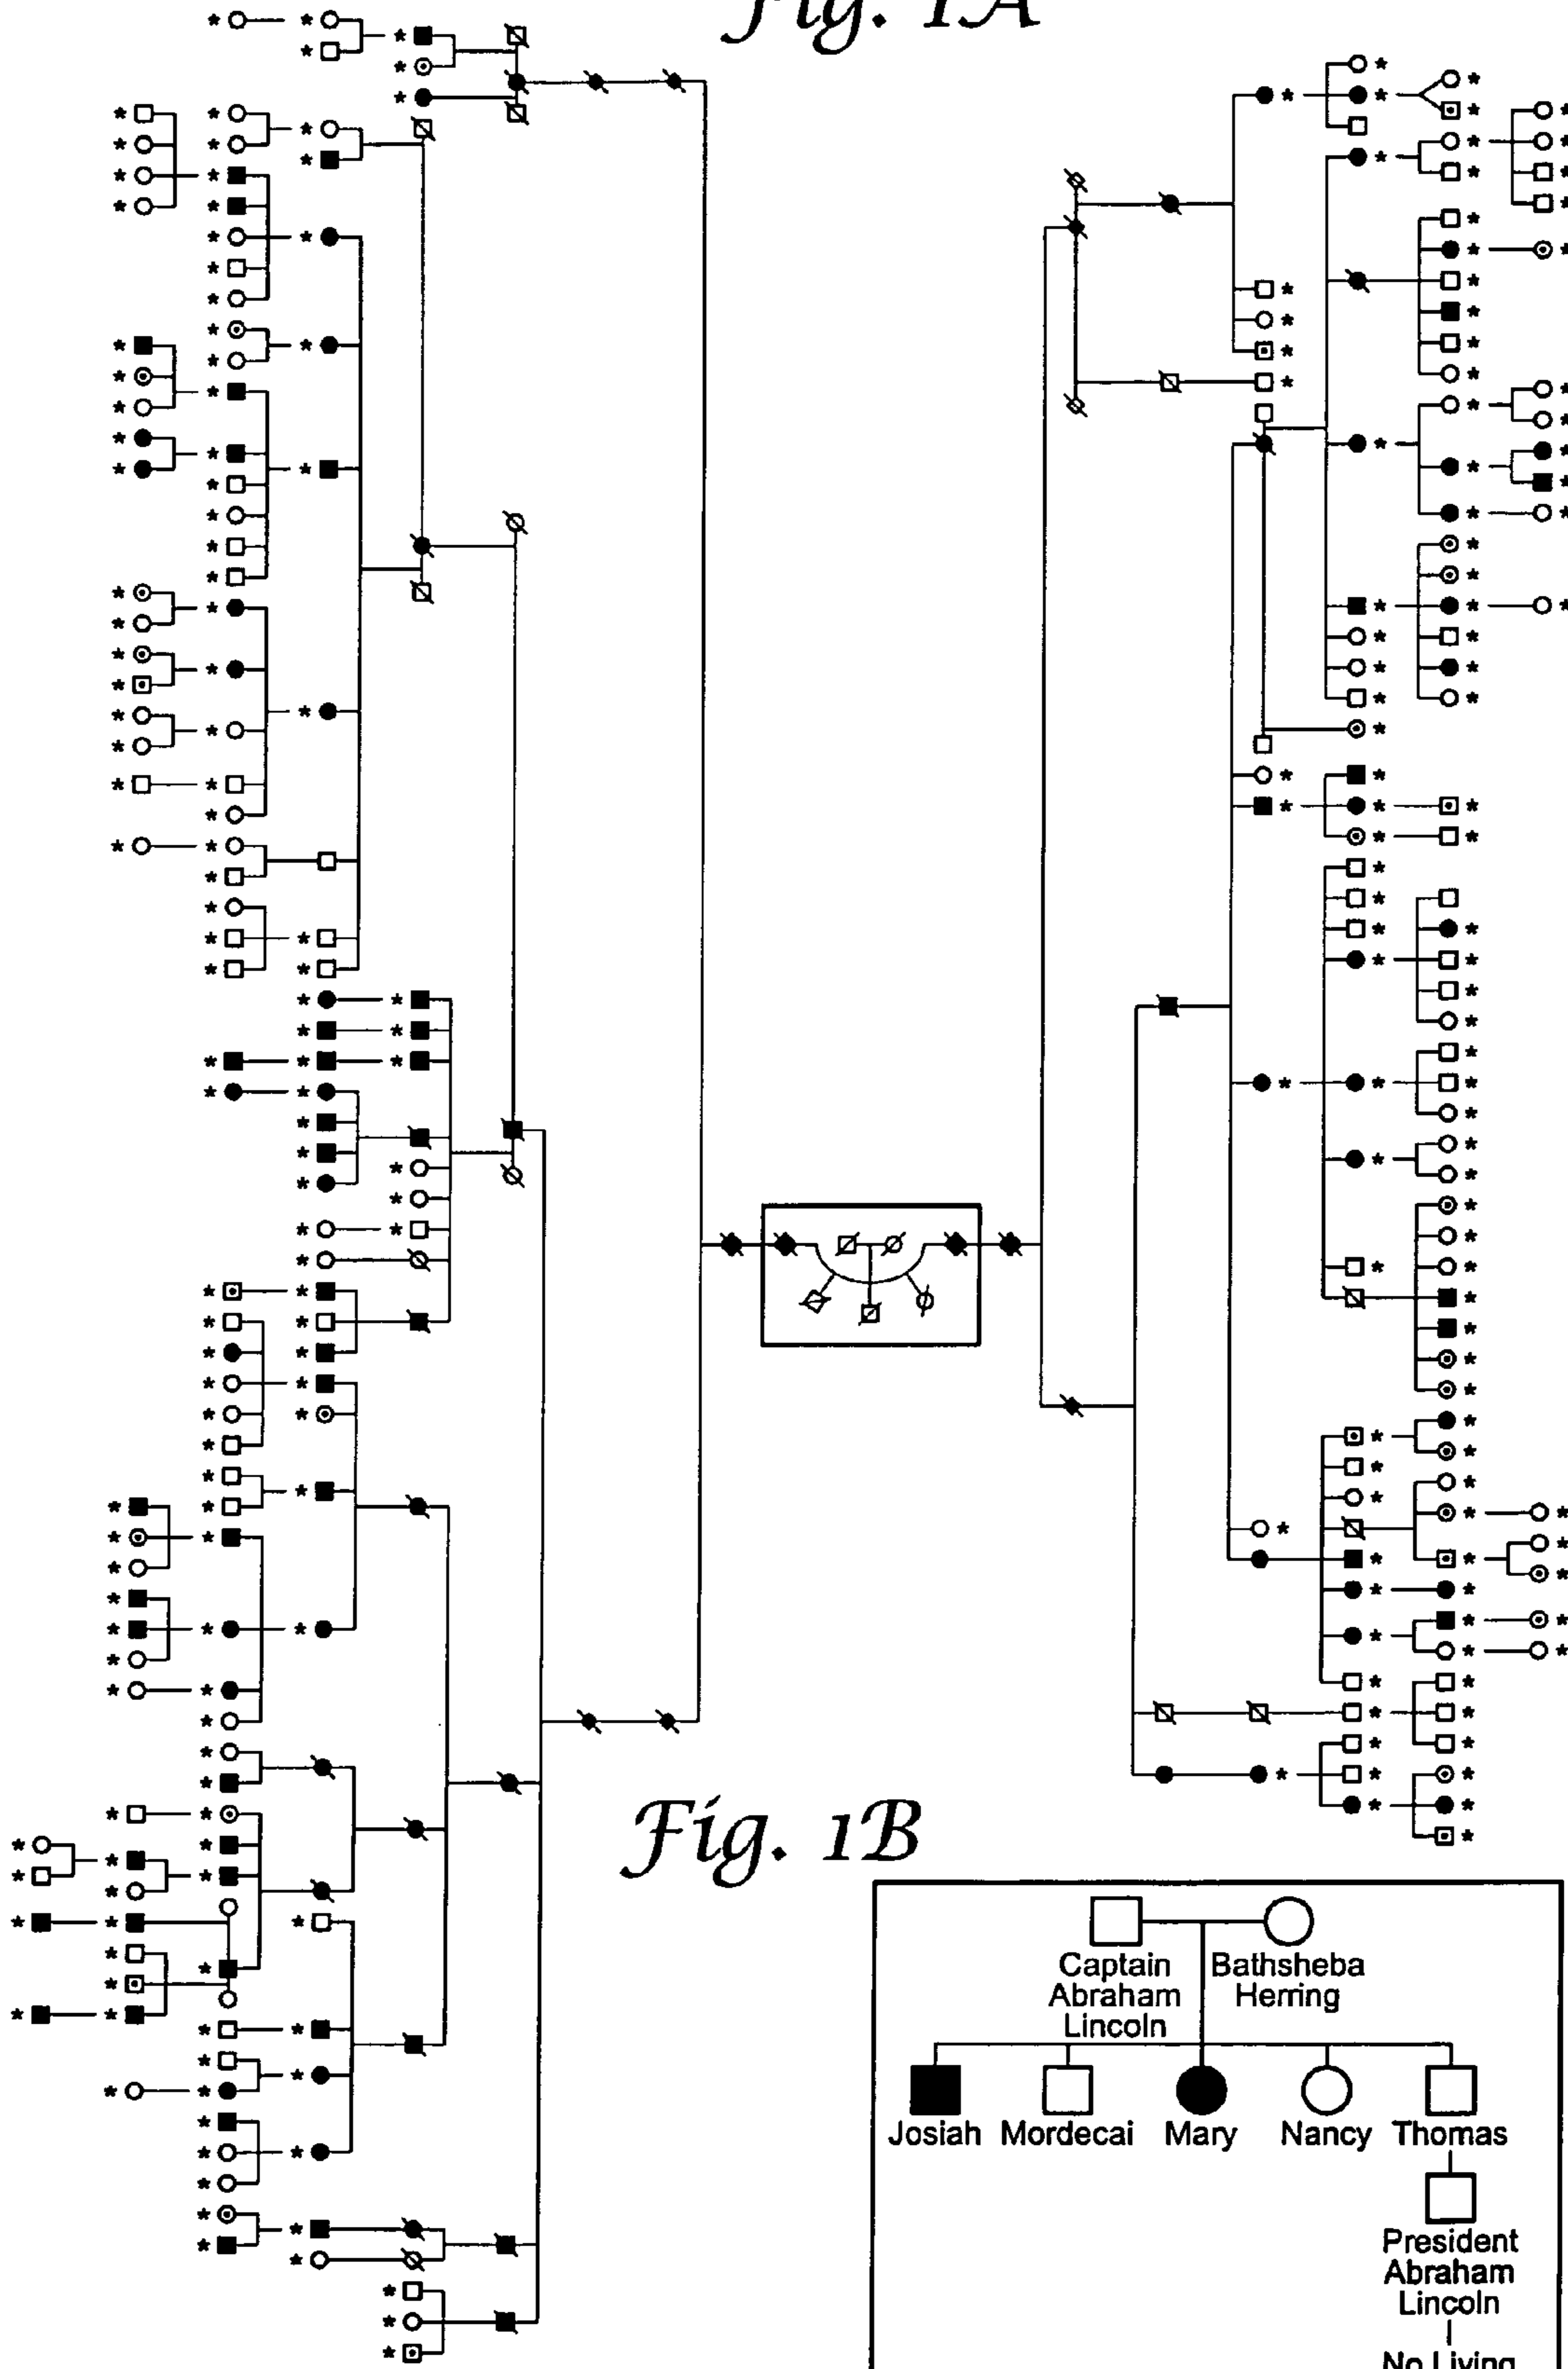 Fig. 1A
Fig. 1B
Captain
Abraham
Lincoln
Bathsheba
Herring
Josiah
Mordecai
Mary
Nancy
Thomas
President
Abraham
Lincoln
No Living